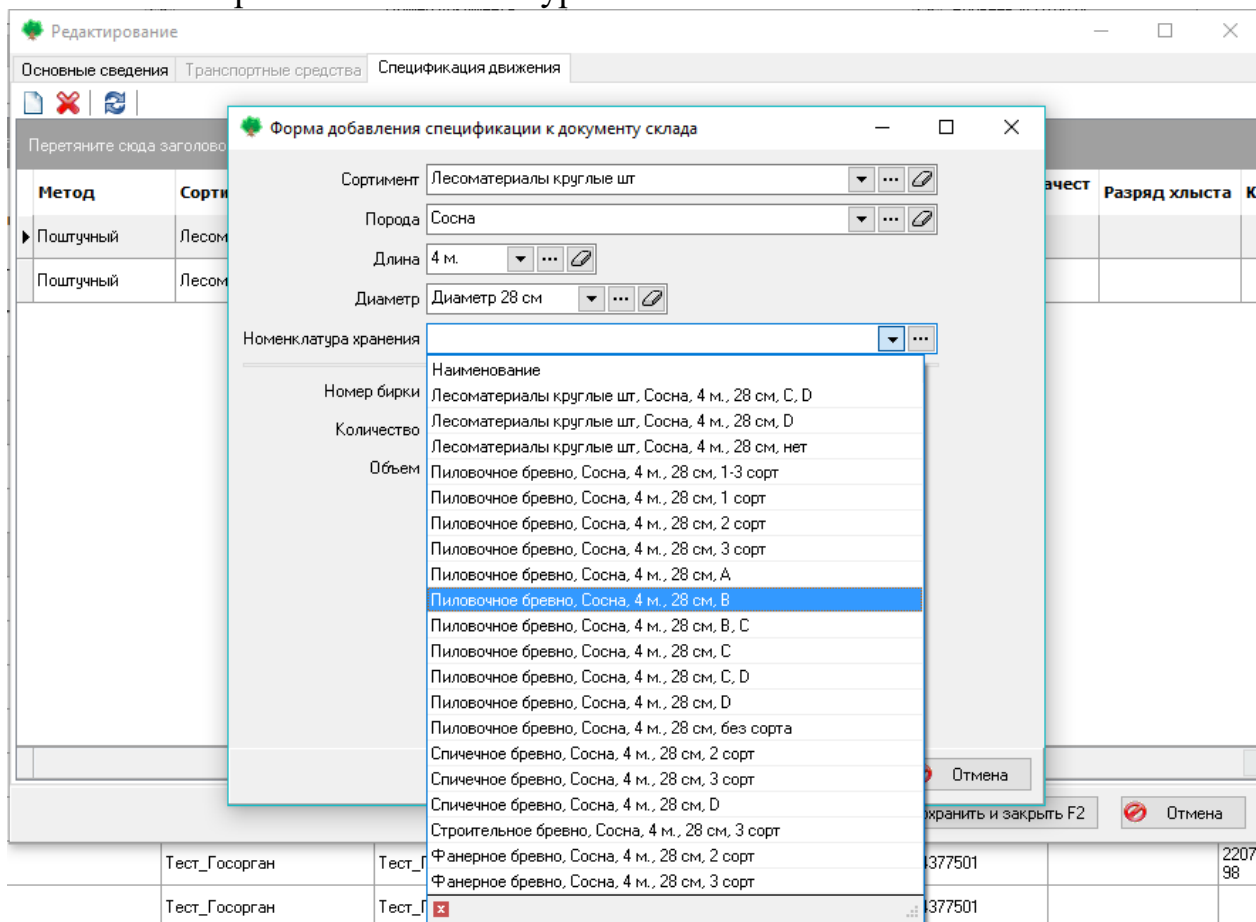 Редактирование
Основные сведения Транспортные средства Спецификация движения
Форма добавления спецификации к документу склада
Перетяните сюда заголово
Метод Сорти ачест Разряд хлыста К
Поштучный Лесом
Поштучный Лесом
Сортимент Лесоматериалы круглые шт
Порода Сосна
Длина 4 м.
Диаметр Диаметр 28 см
Номенклатура хранения
Номер бирки
Количество
Объем
Наименование
Лесоматериалы круглые шт, Сосна, 4 м., 28 см, C, D
Лесоматериалы круглые шт, Сосна, 4 м., 28 см, D
Лесоматериалы круглые шт, Сосна, 4 м., 28 см, нет
Пиловочное бревно, Сосна, 4 м., 28 см, 1-3 сорт
Пиловочное бревно, Сосна, 4 м., 28 см, 1 сорт
Пиловочное бревно, Сосна, 4 м., 28 см, 2 сорт
Пиловочное бревно, Сосна, 4 м., 28 см, 3 сорт
Пиловочное бревно, Сосна, 4 м., 28 см, A
Пиловочное бревно, Сосна, 4 м., 28 см, B
Пиловочное бревно, Сосна, 4 м., 28 см, B, C
Пиловочное бревно, Сосна, 4 м., 28 см, C
Пиловочное бревно, Сосна, 4 м., 28 см, C, D
Пиловочное бревно, Сосна, 4 м., 28 см, D
Пиловочное бревно, Сосна, 4 м., 28 см, без сорта
Спичечное бревно, Сосна, 4 м., 28 см, 2 сорт
Спичечное бревно, Сосна, 4 м., 28 см, 3 сорт
Спичечное бревно, Сосна, 4 м., 28 см, D
Строительное бревно, Сосна, 4 м., 28 см, 3 сорт
Фанерное бревно, Сосна, 4 м., 28 см, 2 сорт
Фанерное бревно, Сосна, 4 м., 28 см, 3 сорт
Отмена
охранить и закрыть F2 Отмена
Тест_Госорган Тест_Г 4377501 2207
98
Тест_Госорган Тест_Г 4377501